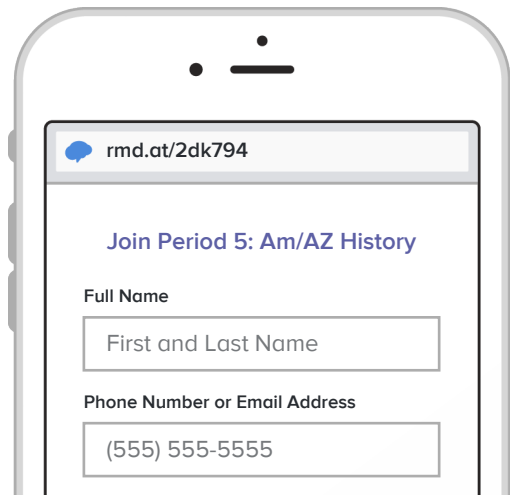 rmd.at/2dk794
Join Period 5: Am/AZ History
Full Name
First and Last Name
Phone Number or Email Address
(555) 555-5555